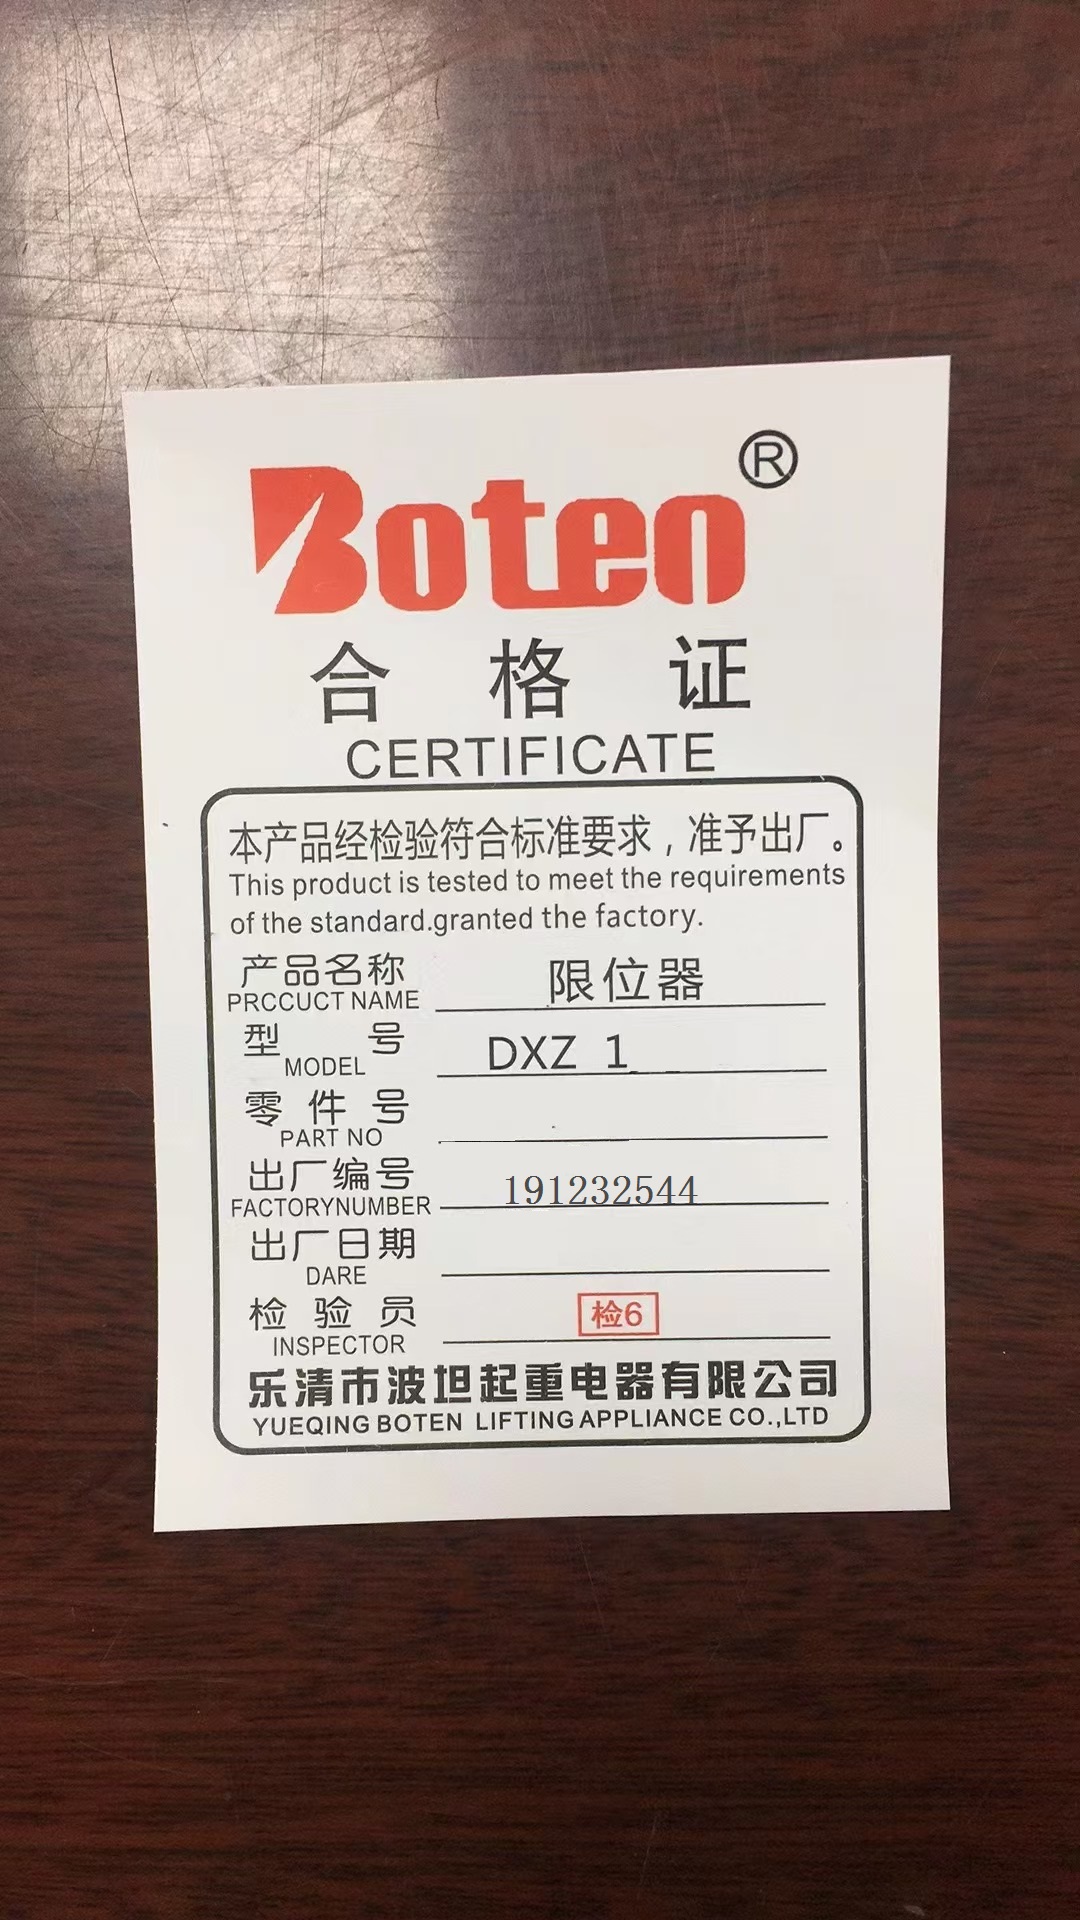 Boten®
合格证
CERTIFICATE
本产品经检验符合标准要求，准予出厂。
This product is tested to meet the requirements
of the standard.granted the factory.
产品名称 限位器
PRCCUCT NAME
型号 DXZ 1
MODEL
零件号
PART NO
出厂编号 191232544
FACTORYNUMBER
出厂日期
DARE
检验员 检6
INSPECTOR
乐清市波坦起重电器有限公司
YUEQING BOTEN LIFTING APPLIANCE CO.,LTD